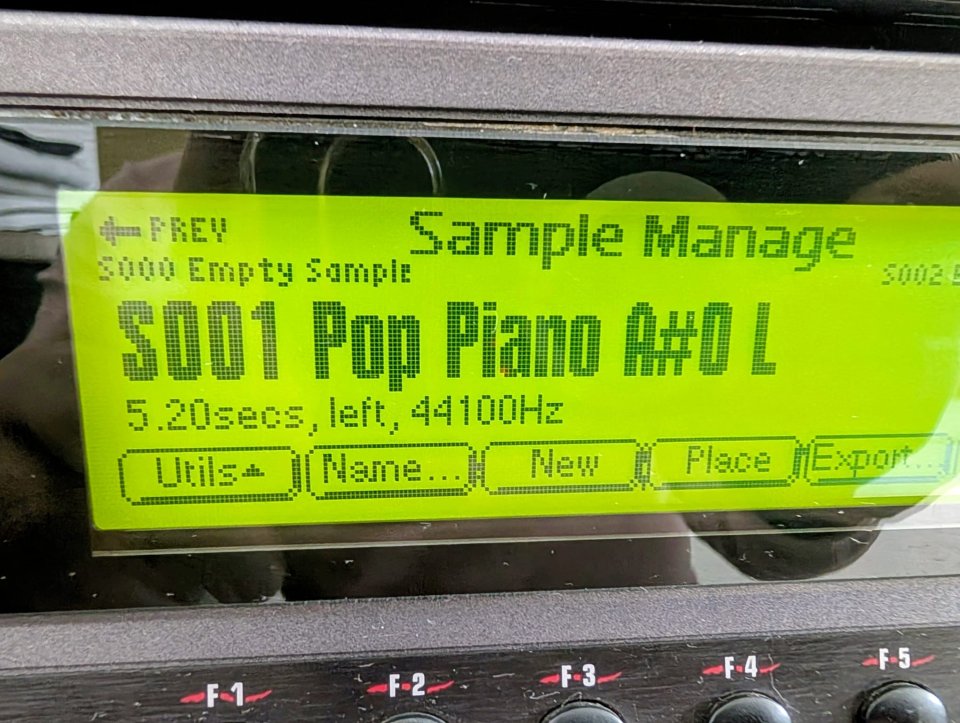 ← PREV
Sample Manage
S000 Empty Sample
S002
S001 Pop Piano A#0 L
5.20secs, left, 44100Hz
Utils▲ Name... New Place Export...
F-1 F-2 F-3 F-4 F-5